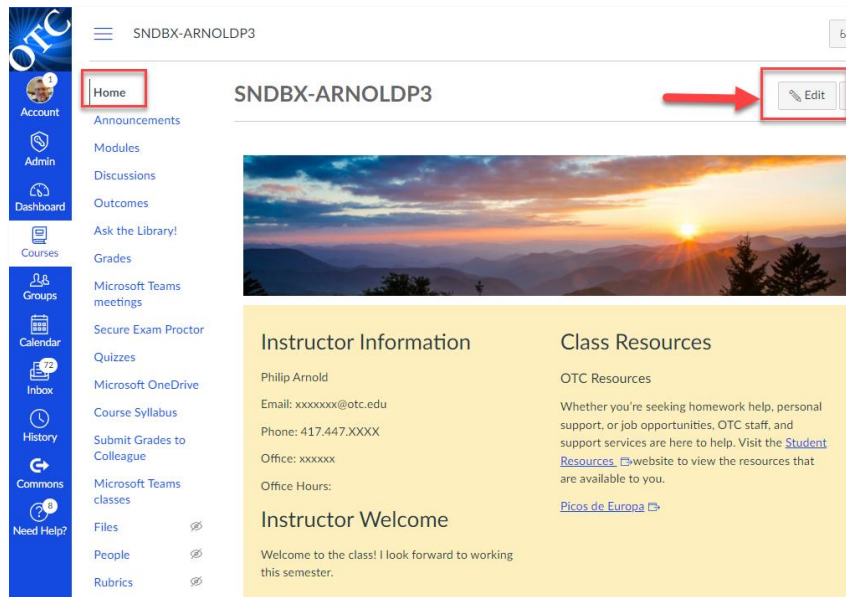 OTC
SNDBX-ARNOLDP3
1
Account
Admin
Dashboard
Courses
Groups
Calendar
72
Inbox
History
Commons
8
Need Help?
Home
Announcements
Modules
Discussions
Outcomes
Ask the Library!
Grades
Microsoft Teams
meetings
Secure Exam Proctor
Quizzes
Microsoft OneDrive
Course Syllabus
Submit Grades to
Colleague
Microsoft Teams
classes
Files
People
Rubrics
SNDBX-ARNOLDP3
Edit
Instructor Information
Philip Arnold
Email: xxxxxxx@otc.edu
Phone: 417.447.XXXX
Office: xxxxxx
Office Hours:
Instructor Welcome
Welcome to the class! I look forward to working
this semester.
Class Resources
OTC Resources
Whether you're seeking homework help, personal
support, or job opportunities, OTC staff, and
support services are here to help. Visit the Student
Resources website to view the resources that
are available to you.
Picos de Europa